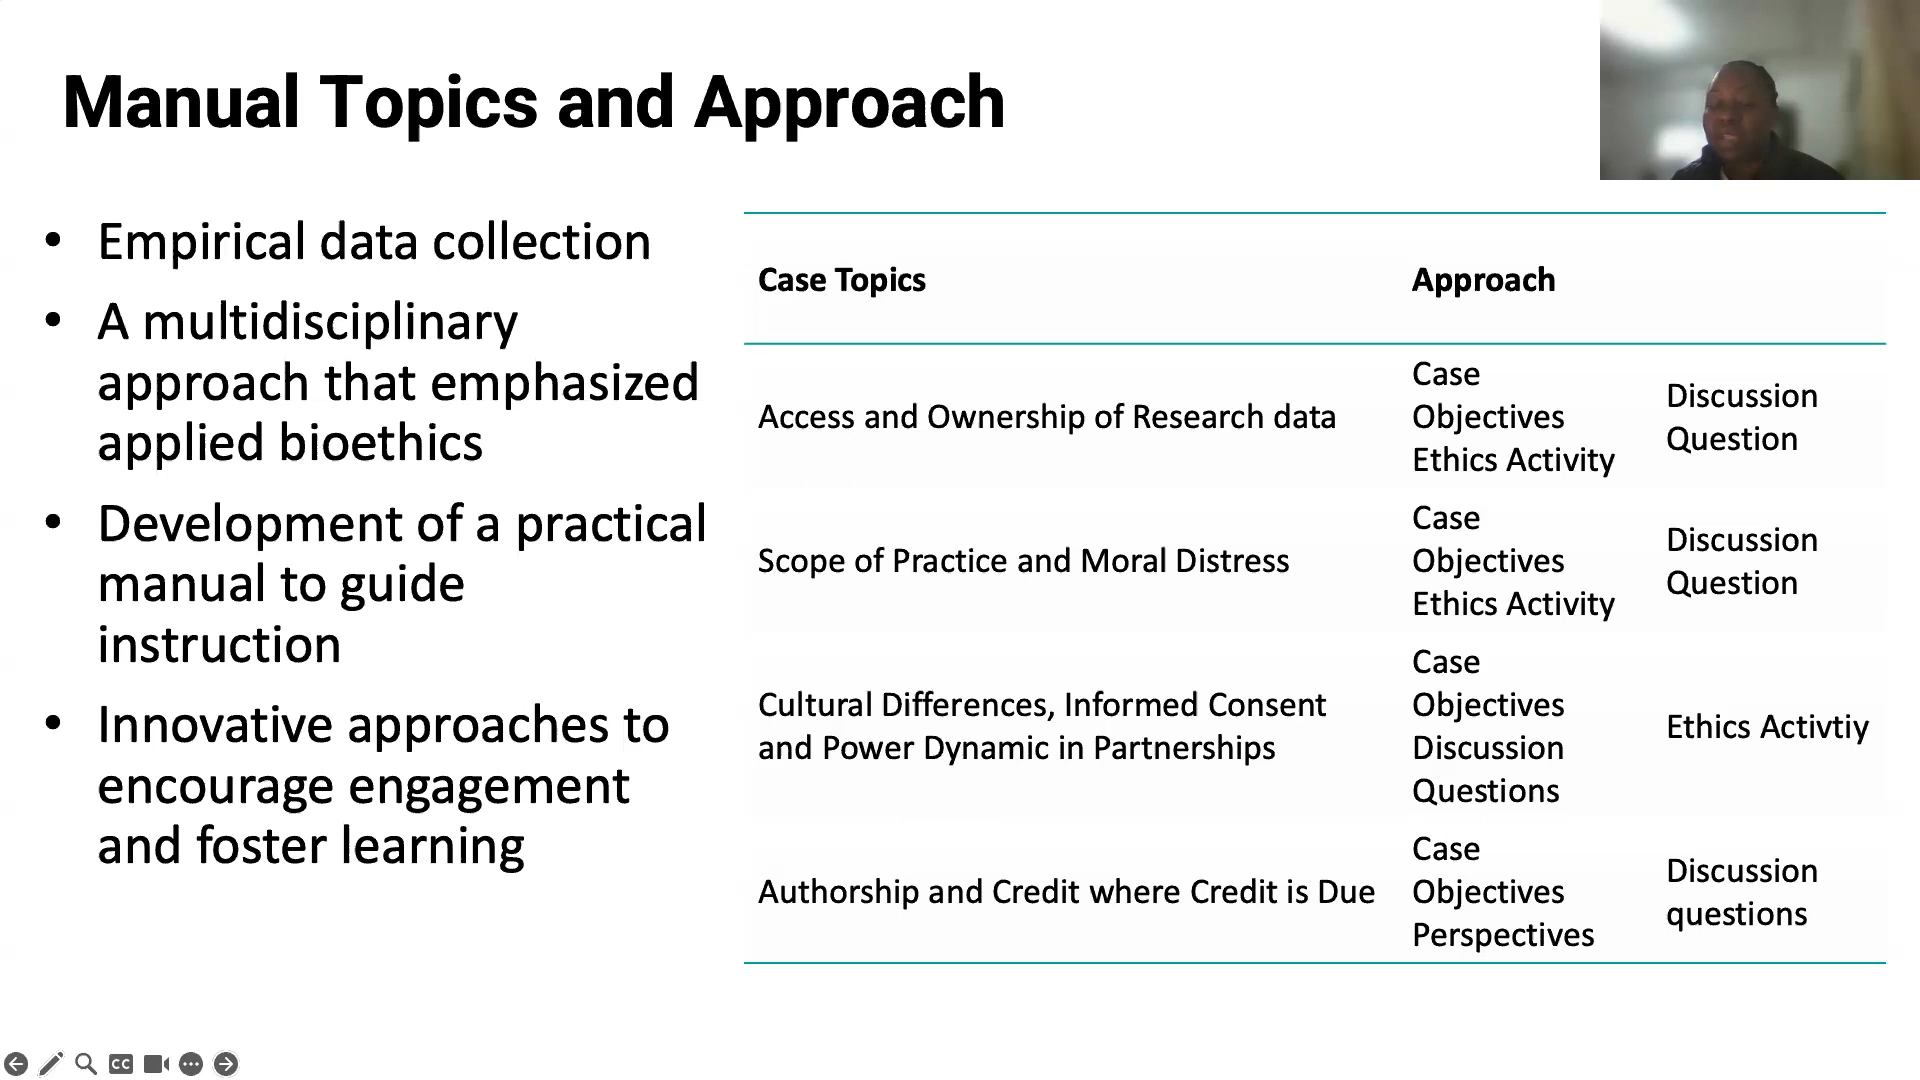 Manual Topics and Approach
• Empirical data collection
• A multidisciplinary
approach that emphasized
applied bioethics
• Development of a practical
manual to guide
instruction
• Innovative approaches to
encourage engagement
and foster learning
Case Topics
Approach
Access and Ownership of Research data
Case
Objectives
Ethics Activity
Discussion
Question
Scope of Practice and Moral Distress
Case
Objectives
Ethics Activity
Discussion
Question
Cultural Differences, Informed Consent
and Power Dynamic in Partnerships
Case
Objectives
Discussion
Questions
Ethics Activtiy
Authorship and Credit where Credit is Due
Case
Objectives
Perspectives
Discussion
questions
CC